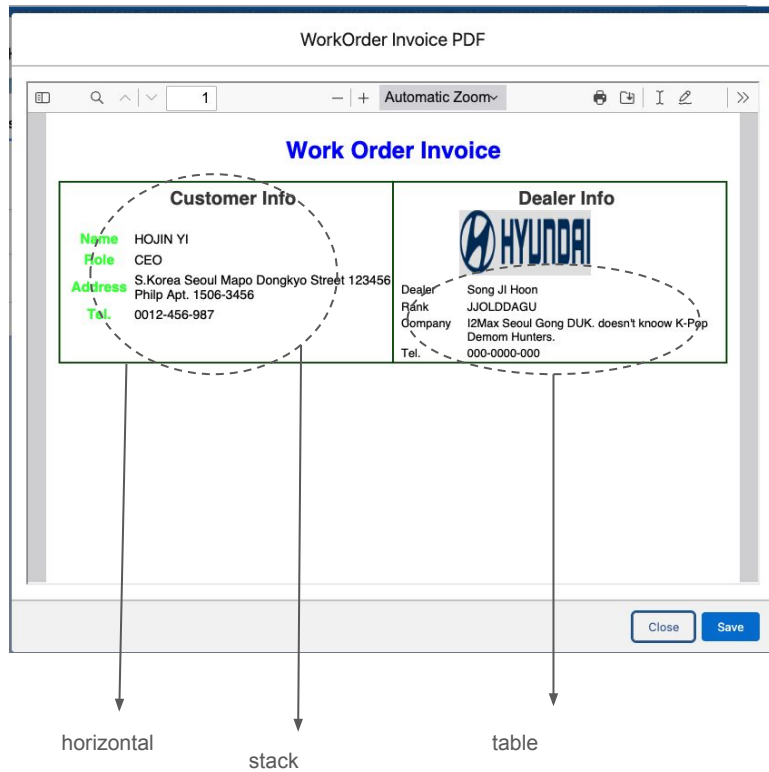 WorkOrder Invoice PDF
1
Automatic Zoom
Work Order Invoice
Customer Info
Name HOJIN YI
Role CEO
Address S.Korea Seoul Mapo Dongkyo Street 123456
Philp Apt. 1506-3456
Tel. 0012-456-987
Dealer Info
HYUNDAI
Dealer Song JI Hoon
Rank JJOLDDAGU
Company I2Max Seoul Gong DUK. doesn't knoow K-Pop
Demom Hunters.
Tel. 000-0000-000
Close Save
horizontal
stack
table